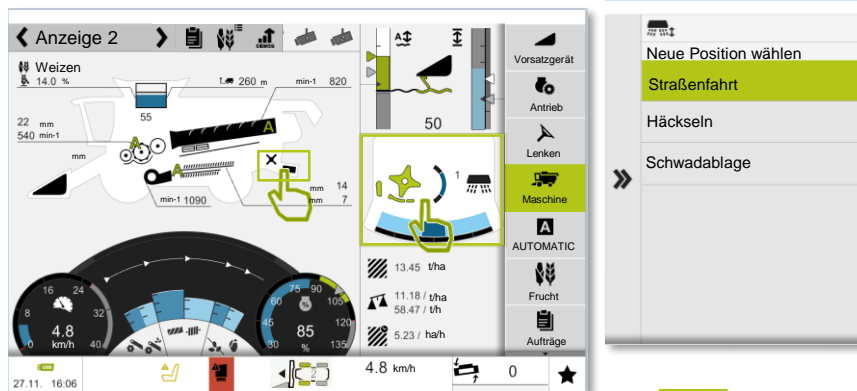 Anzeige 2
CEMOS
Weizen
14.0 %
260 m
min-1 820
55
22 mm
540 min-1
mm
A
A
A
min-1 1090
mm 14
mm 7
50
1
Vorsatzgerät
Antrieb
Lenken
Maschine
A
AUTOMATIC
Frucht
Aufträge
13.45 t/ha
11.18 / t/ha
58.47 / t/h
5.23 / ha/h
8 16 24 32 40
4.8
km/h
30 45 60 75 90 105 120 135
%
85
%
27.11. 16:06
2
4.8 km/h
0
Neue Position wählen
Straßenfahrt
Häckseln
Schwadablage